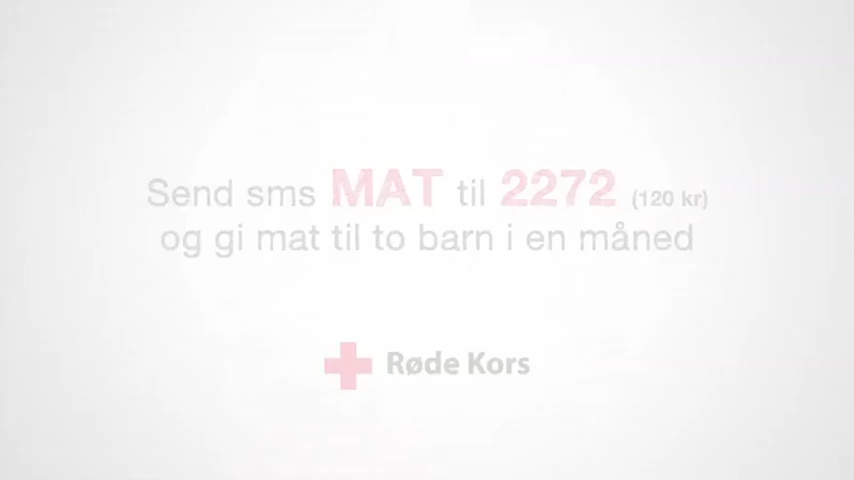 Send sms MAT til 2272 (120 kr)
og gi mat til to barn i en måned
Røde Kors